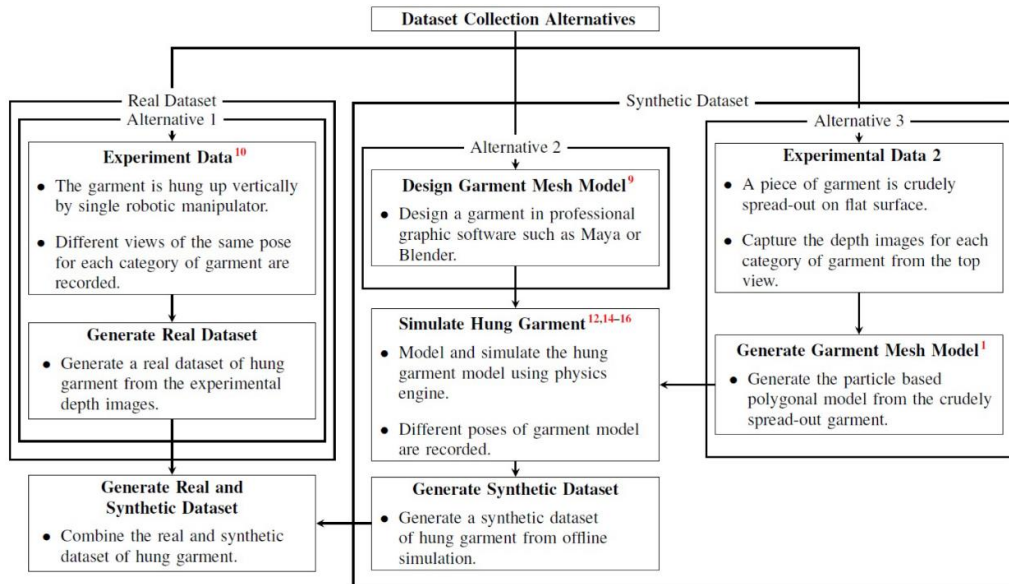 Dataset Collection Alternatives
Real Dataset
Alternative 1
Experiment Data10
• The garment is hung up vertically
by single robotic manipulator.
• Different views of the same pose
for each category of garment are
recorded.
Generate Real Dataset
• Generate a real dataset of hung
garment from the experimental
depth images.
Generate Real and
Synthetic Dataset
• Combine the real and synthetic
dataset of hung garment.
Synthetic Dataset
Alternative 2
Design Garment Mesh Model9
• Design a garment in professional
graphic software such as Maya or
Blender.
Simulate Hung Garment12,14–16
• Model and simulate the hung
garment model using physics
engine.
• Different poses of garment model
are recorded.
Generate Synthetic Dataset
• Generate a synthetic dataset
of hung garment from offline
simulation.
Alternative 3
Experimental Data 2
• A piece of garment is crudely
spread-out on flat surface.
• Capture the depth images for each
category of garment from the top
view.
Generate Garment Mesh Model1
• Generate the particle based
polygonal model from the crudely
spread-out garment.